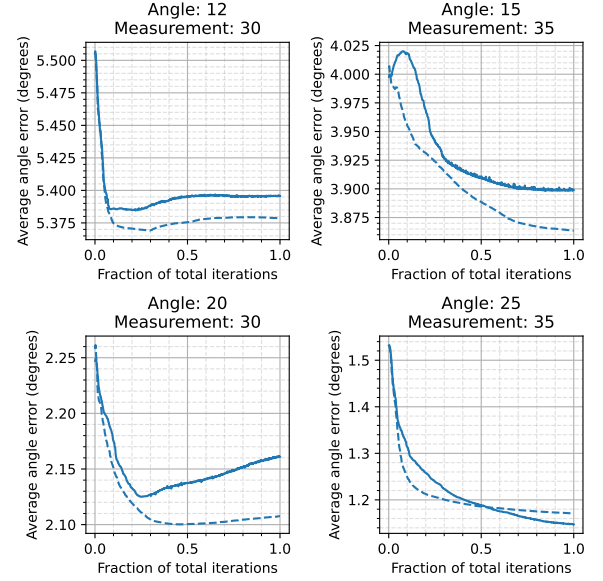 Angle: 12
Measurement: 30
Average angle error (degrees)
5.500
5.475
5.450
5.425
5.400
5.375
0.0
0.5
1.0
Fraction of total iterations
Angle: 15
Measurement: 35
Average angle error (degrees)
4.025
4.000
3.975
3.950
3.925
3.900
3.875
0.0
0.5
1.0
Fraction of total iterations
Angle: 20
Measurement: 30
Average angle error (degrees)
2.25
2.20
2.15
2.10
0.0
0.5
1.0
Fraction of total iterations
Angle: 25
Measurement: 35
Average angle error (degrees)
1.5
1.4
1.3
1.2
0.0
0.5
1.0
Fraction of total iterations